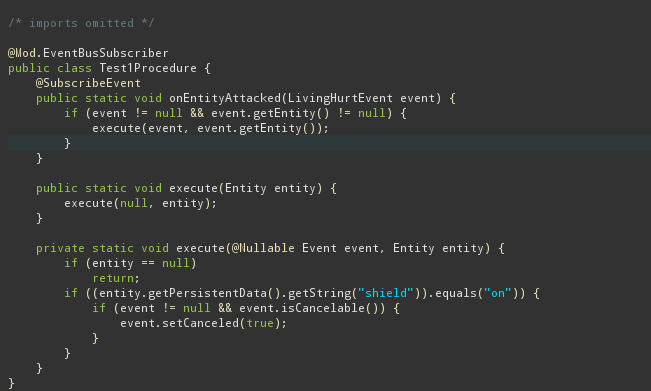 /* imports omitted */
@Mod.EventBusSubscriber
public class Test1Procedure {
    @SubscribeEvent
    public static void onEntityAttacked(LivingHurtEvent event) {
        if (event != null && event.getEntity() != null) {
            execute(event, event.getEntity());
        }
    }
    public static void execute(Entity entity) {
        execute(null, entity);
    }
    private static void execute(@Nullable Event event, Entity entity) {
        if (entity == null)
            return;
        if ((entity.getPersistentData().getString("shield")).equals("on")) {
            if (event != null && event.isCancelable()) {
                event.setCanceled(true);
            }
        }
    }
}